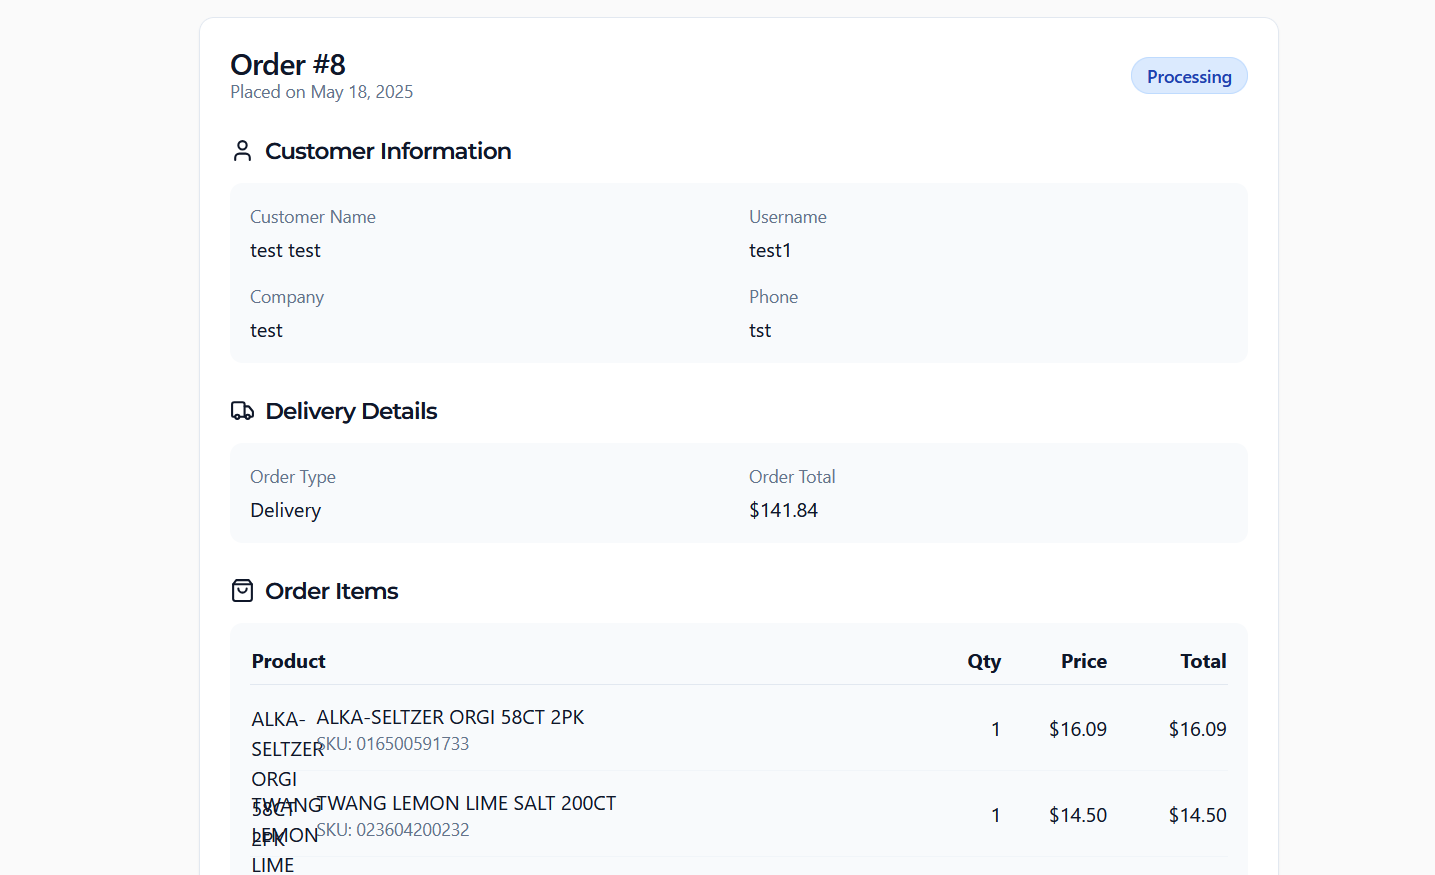 Order #8
Placed on May 18, 2025
Processing
Customer Information
Customer Name
Username
test test
test1
Company
Phone
test
tst
Delivery Details
Order Type
Order Total
Delivery
$141.84
Order Items
Product Qty Price Total
ALKA-
SELTZER
ORGI
58CT
2PK
ALKA-SELTZER ORGI 58CT 2PK
SKU: 016500591733
1 $16.09 $16.09
TWANG
LEMON
LIME
TWANG LEMON LIME SALT 200CT
SKU: 023604200232
1 $14.50 $14.50